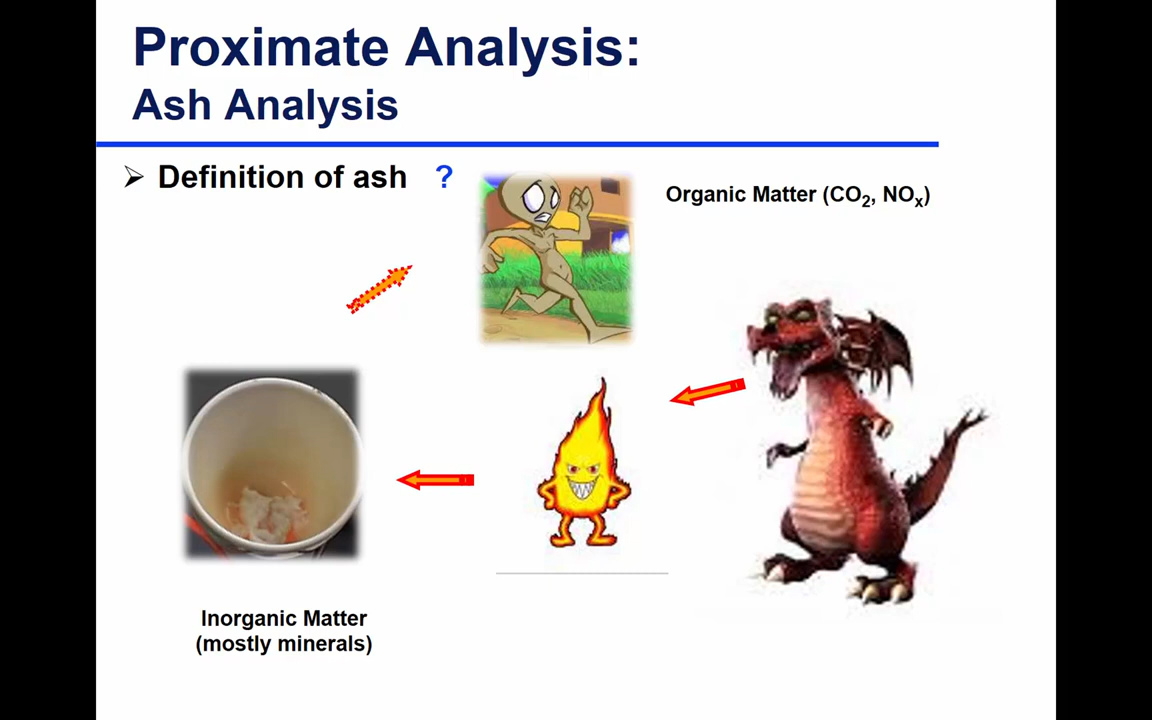 Proximate Analysis:
Ash Analysis
➢ Definition of ash ?
Organic Matter (CO₂, NOₓ)
Inorganic Matter
(mostly minerals)